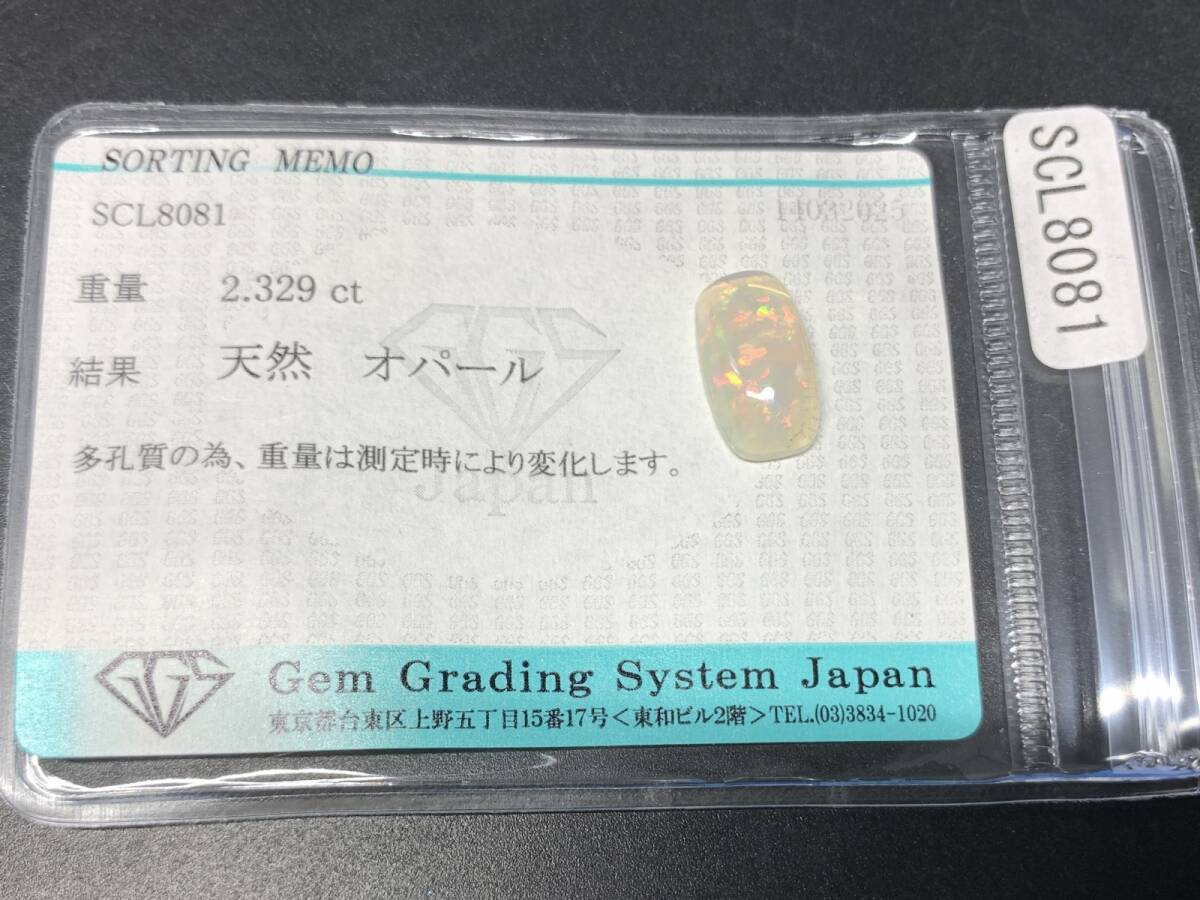 SORTING MEMO
SCL8081 14032025
重量 2.329 ct
結果 天然 オパール
多孔質の為、重量は測定時により変化します。
GGS
Japan
GGS
Gem Grading System Japan
東京都台東区上野五丁目15番17号<東和ビル2階>TEL.(03)3834-1020
SCL8081